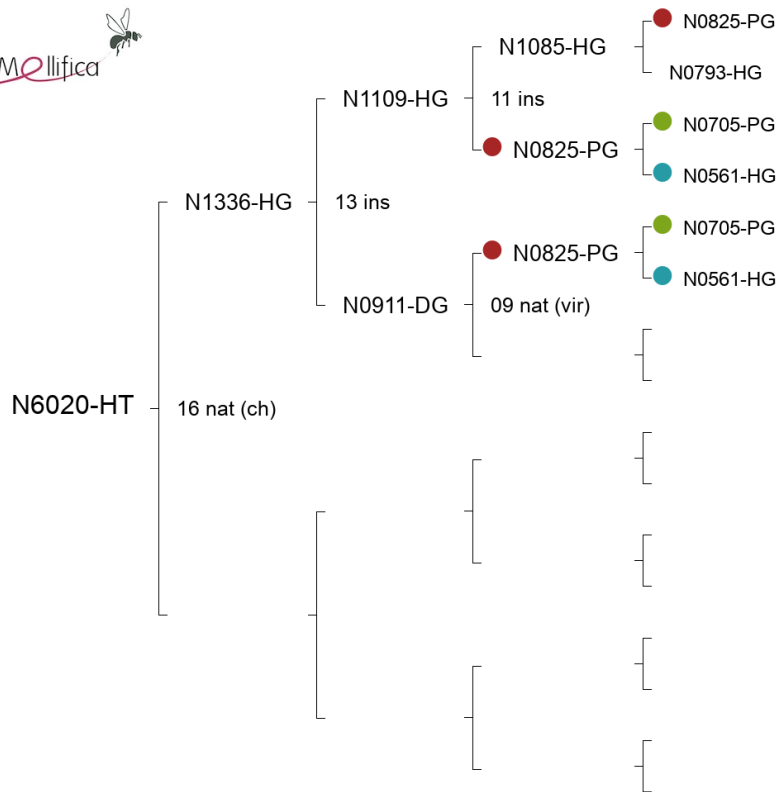 Mellifica
N0825-PG
N1085-HG
N0793-HG
N1109-HG
11 ins
N0705-PG
N0825-PG
N0561-HG
N1336-HG
13 ins
N0705-PG
N0825-PG
N0561-HG
N0911-DG
09 nat (vir)
N6020-HT
16 nat (ch)